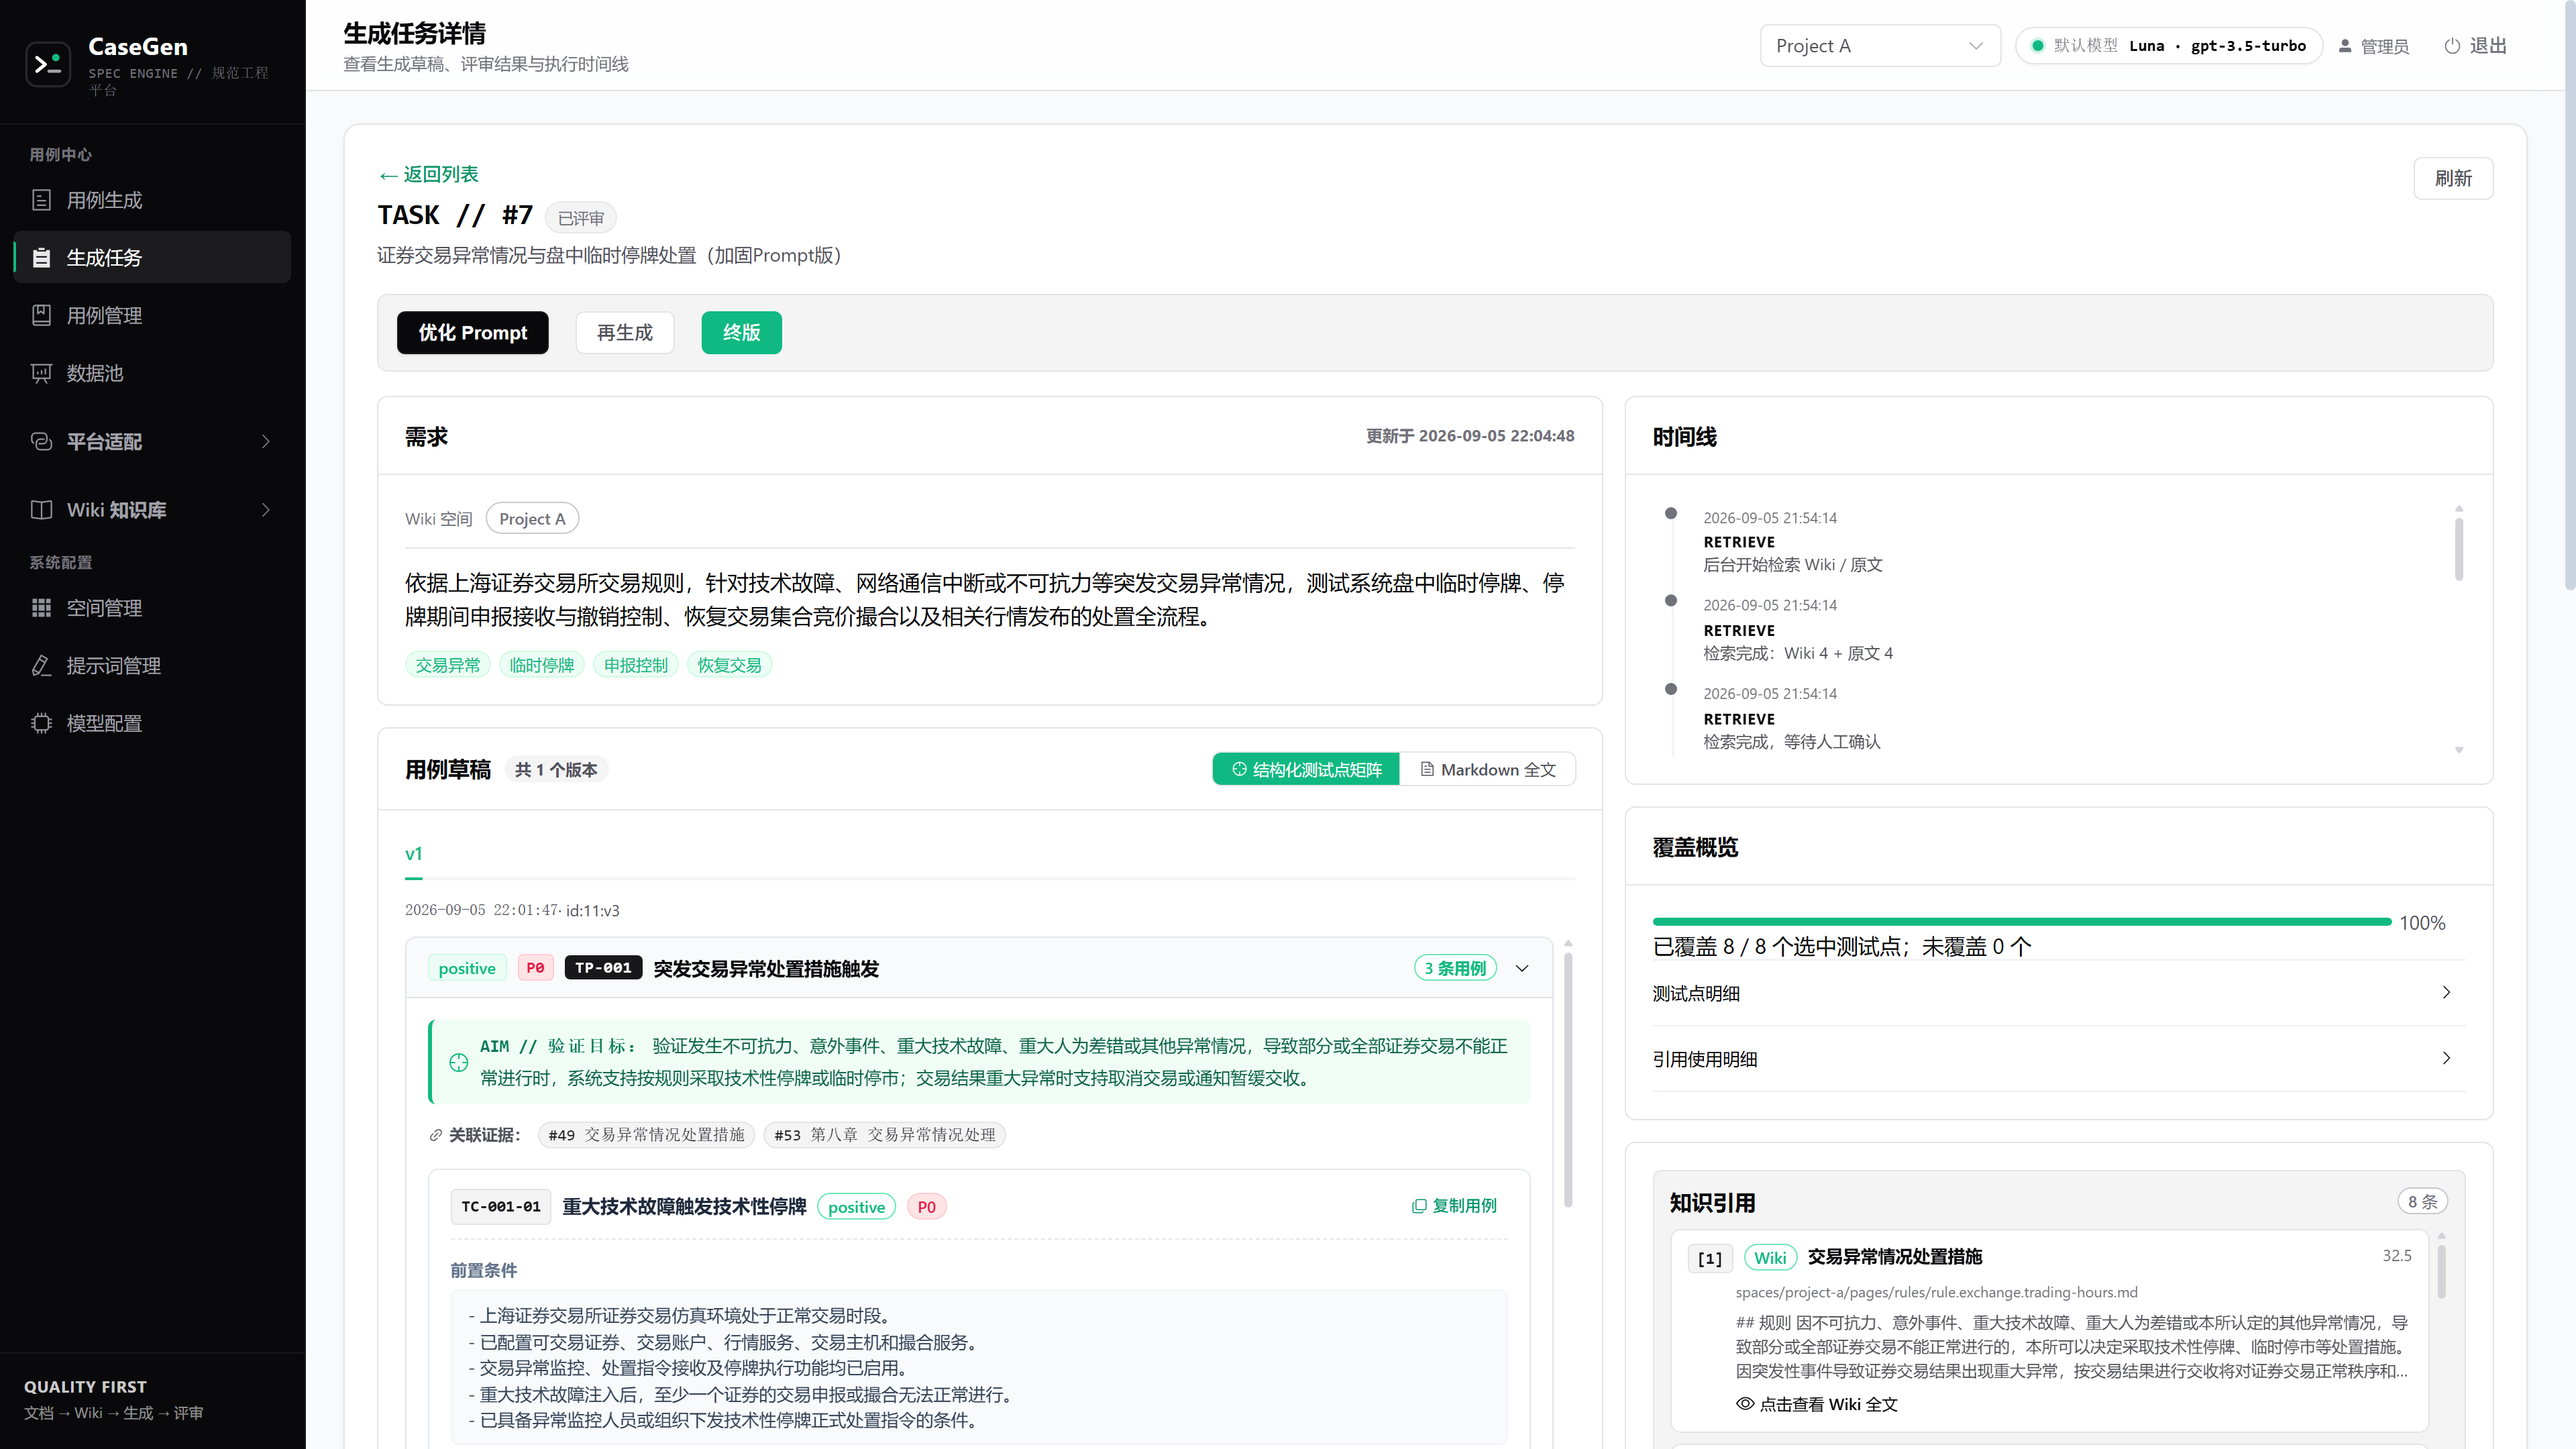 CaseGen
SPEC ENGINE // 规范工程
平台
用例中心
用例生成
生成任务
用例管理
数据池
平台适配
Wiki 知识库
系统配置
空间管理
提示词管理
模型配置
QUALITY FIRST
文档 → Wiki → 生成 → 评审
生成任务详情
查看生成草稿、评审结果与执行时间线
Project A
默认模型 Luna · gpt-3.5-turbo
管理员
退出
← 返回列表
刷新
TASK // #7 已评审
证券交易异常情况与盘中临时停牌处置（加固Prompt版）
优化 Prompt
再生成
终版
需求
更新于 2026-09-05 22:04:48
Wiki 空间 Project A
依据上海证券交易所交易规则，针对技术故障、网络通信中断或不可抗力等突发交易异常情况，测试系统盘中临时停牌、停
牌期间申报接收与撤销控制、恢复交易集合竞价撮合以及相关行情发布的处置全流程。
交易异常 临时停牌 申报控制 恢复交易
用例草稿 共 1 个版本
结构化测试点矩阵 Markdown 全文
v1
2026-09-05 22:01:47· id:11:v3
positive P0 TP-001 突发交易异常处置措施触发 3 条用例
AIM // 验证目标： 验证发生不可抗力、意外事件、重大技术故障、重大人为差错或其他异常情况，导致部分或全部证券交易不能正
常进行时，系统支持按规则采取技术性停牌或临时停市；交易结果重大异常时支持取消交易或通知暂缓交收。
关联证据： #49 交易异常情况处置措施 #53 第八章 交易异常情况处理
TC-001-01 重大技术故障触发技术性停牌 positive P0 复制用例
前置条件
- 上海证券交易所证券交易仿真环境处于正常交易时段。
- 已配置可交易证券、交易账户、行情服务、交易主机和撮合服务。
- 交易异常监控、处置指令接收及停牌执行功能均已启用。
- 重大技术故障注入后，至少一个证券的交易申报或撮合无法正常进行。
- 已具备异常监控人员或组织下发技术性停牌正式处置指令的条件。
时间线
2026-09-05 21:54:14
RETRIEVE
后台开始检索 Wiki / 原文
2026-09-05 21:54:14
RETRIEVE
检索完成：Wiki 4 + 原文 4
2026-09-05 21:54:14
RETRIEVE
检索完成，等待人工确认
覆盖概览
100%
已覆盖 8 / 8 个选中测试点；未覆盖 0 个
测试点明细
引用使用明细
知识引用 8 条
[1] Wiki 交易异常情况处置措施 32.5
spaces/project-a/pages/rules/rule.exchange.trading-hours.md
## 规则 因不可抗力、意外事件、重大技术故障、重大人为差错或本所认定的其他异常情况，导
致部分或全部证券交易不能正常进行的，本所可以决定采取技术性停牌、临时停市等处置措施。
因突发性事件导致证券交易结果出现重大异常，按交易结果进行交收将对证券交易正常秩序和...
点击查看 Wiki 全文